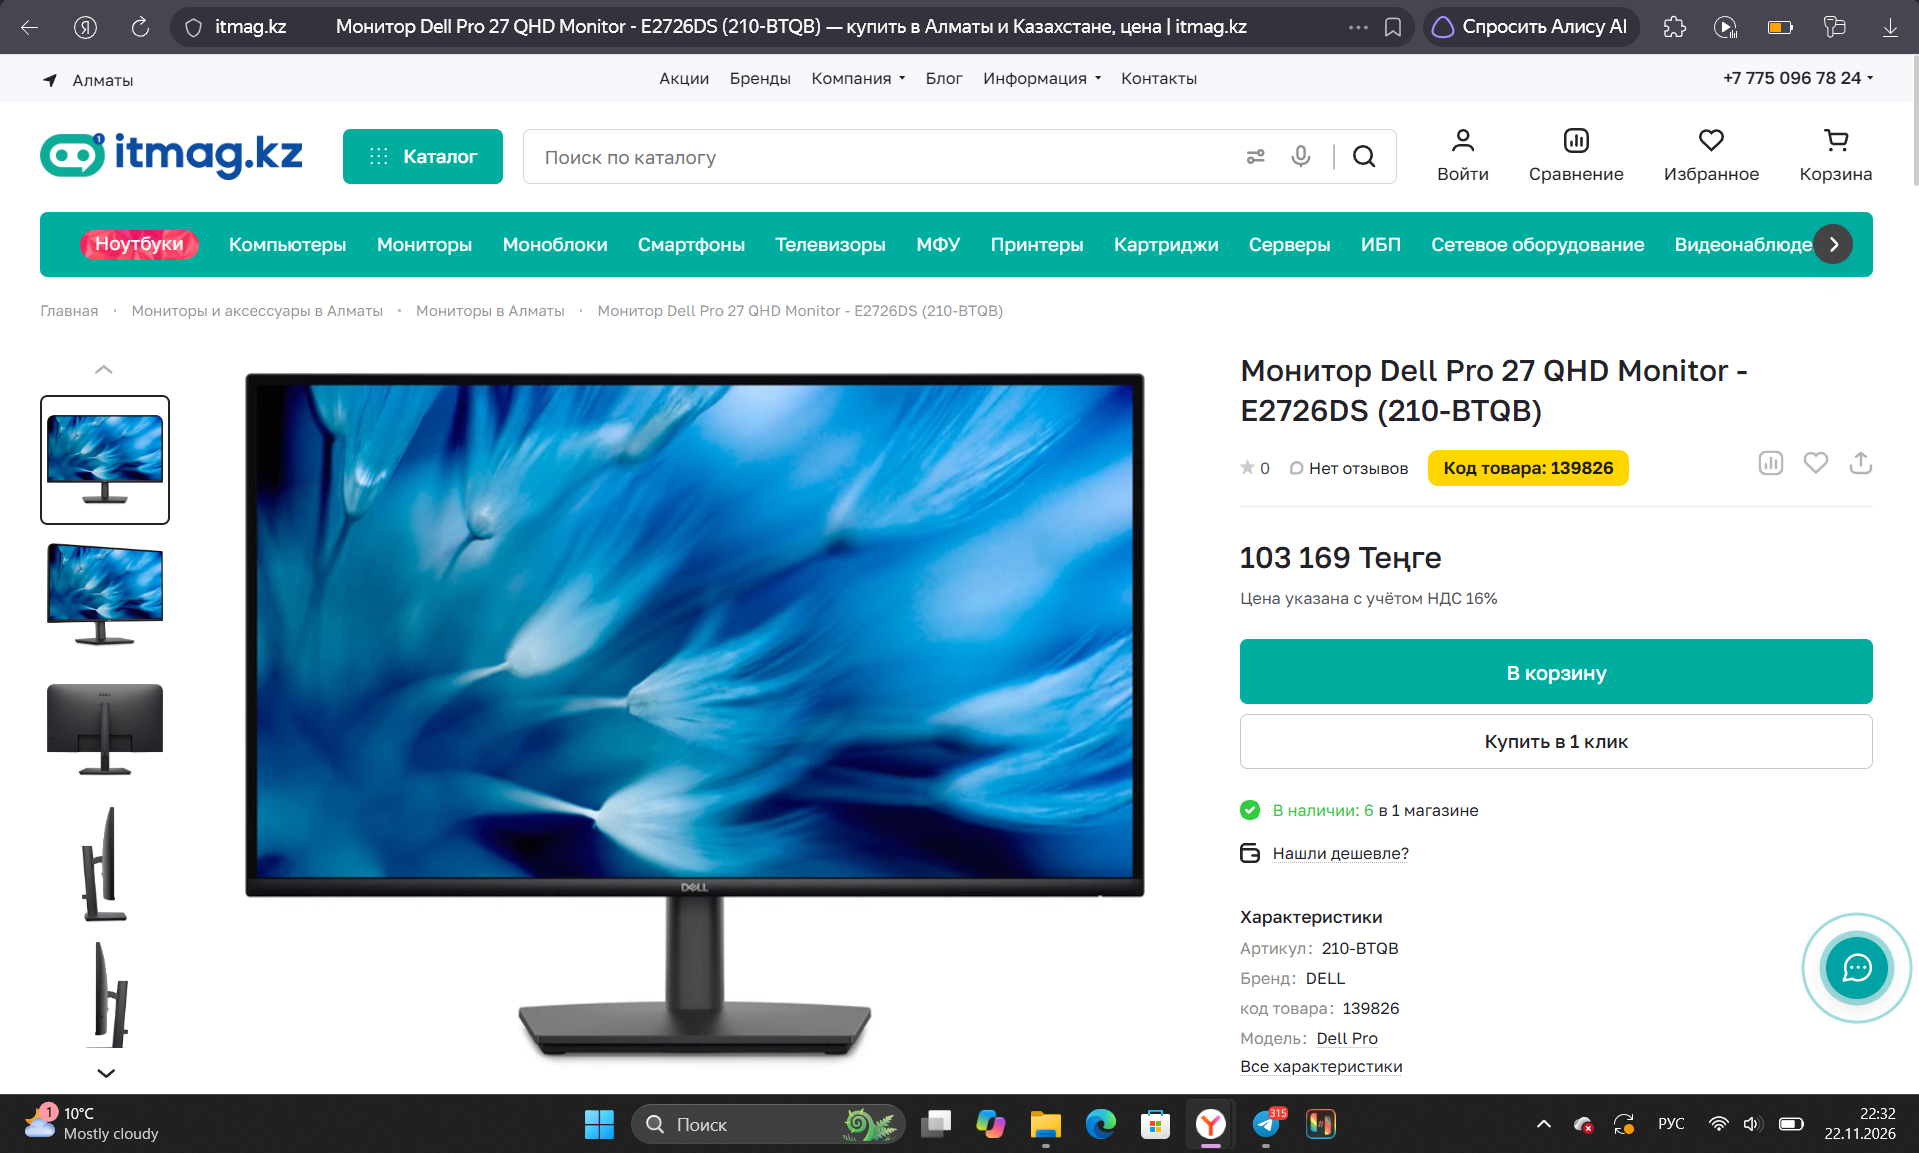 itmag.kz
Монитор Dell Pro 27 QHD Monitor - E2726DS (210-BTQB) — купить в Алматы и Казахстане, цена | itmag.kz
Спросить Алису AI
Алматы
Акции
Бренды
Компания
Блог
Информация
Контакты
+7 775 096 78 24
itmag.kz
Каталог
Поиск по каталогу
Войти
Сравнение
Избранное
Корзина
Ноутбуки
Компьютеры
Мониторы
Моноблоки
Смартфоны
Телевизоры
МФУ
Принтеры
Картриджи
Серверы
ИБП
Сетевое оборудование
Видеонаблюде
Главная · Мониторы и аксессуары в Алматы · Мониторы в Алматы · Монитор Dell Pro 27 QHD Monitor - E2726DS (210-BTQB)
DELL
Монитор Dell Pro 27 QHD Monitor -
E2726DS (210-BTQB)
0
Нет отзывов
Код товара: 139826
103 169 Теңге
Цена указана с учётом НДС 16%
В корзину
Купить в 1 клик
В наличии: 6 в 1 магазине
Нашли дешевле?
Характеристики
Артикул: 210-BTQB
Бренд: DELL
код товара: 139826
Модель: Dell Pro
Все характеристики
1
10°C
Mostly cloudy
Поиск
315
РУС
22:32
22.11.2026